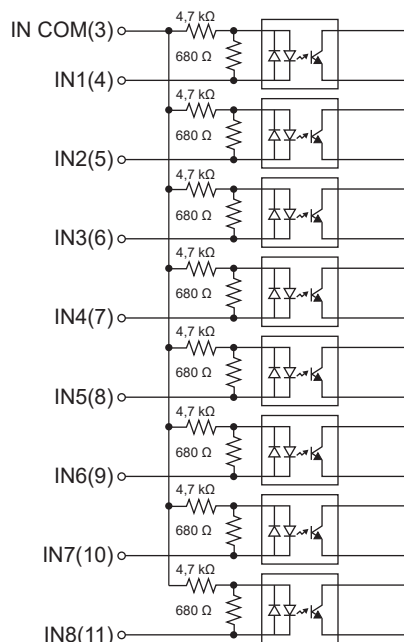 4,7 kΩ
IN COM(3)
680 Ω
IN1(4)
4,7 kΩ
680 Ω
IN2(5)
4,7 kΩ
680 Ω
IN3(6)
4,7 kΩ
680 Ω
IN4(7)
4,7 kΩ
680 Ω
IN5(8)
4,7 kΩ
680 Ω
IN6(9)
4,7 kΩ
680 Ω
IN7(10)
4,7 kΩ
680 Ω
IN8(11)